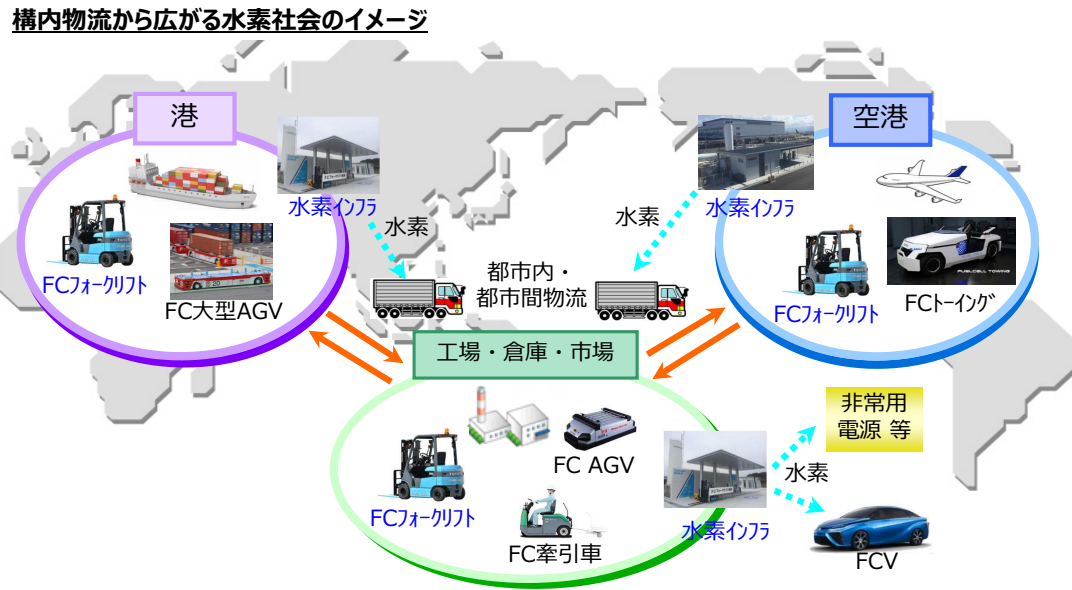 構内物流から広がる水素社会のイメージ
港
空港
水素インフラ
水素インフラ
水素
水素
FCフォークリフト
FC大型AGV
都市内・
都市間物流
FCフォークリフト
FCトーイング
FUELCELL TOWING
工場・倉庫・市場
非常用
電源 等
FC AGV
水素
FCフォークリフト
FC牽引車
水素インフラ
FCV